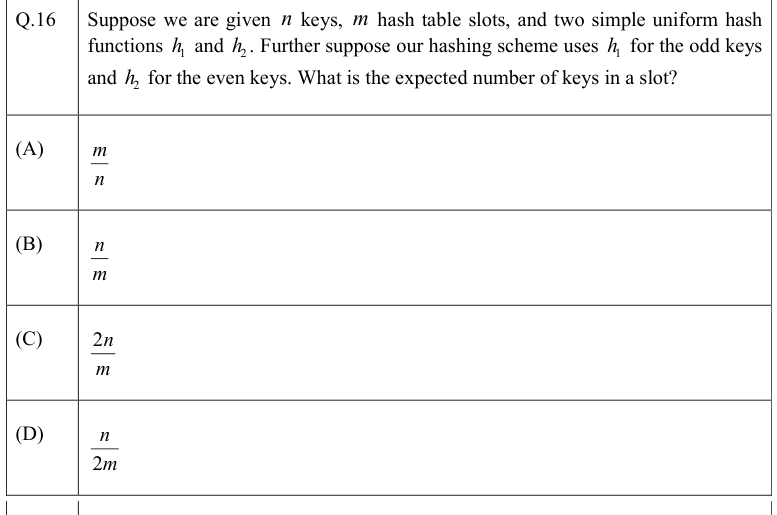 Q.16 Suppose we are given n keys, m hash table slots, and two simple uniform hash
functions h₁ and h₂. Further suppose our hashing scheme uses h₁ for the odd keys
and h₂ for the even keys. What is the expected number of keys in a slot?
(A) m/n
(B) n/m
(C) 2n/m
(D) n/2m